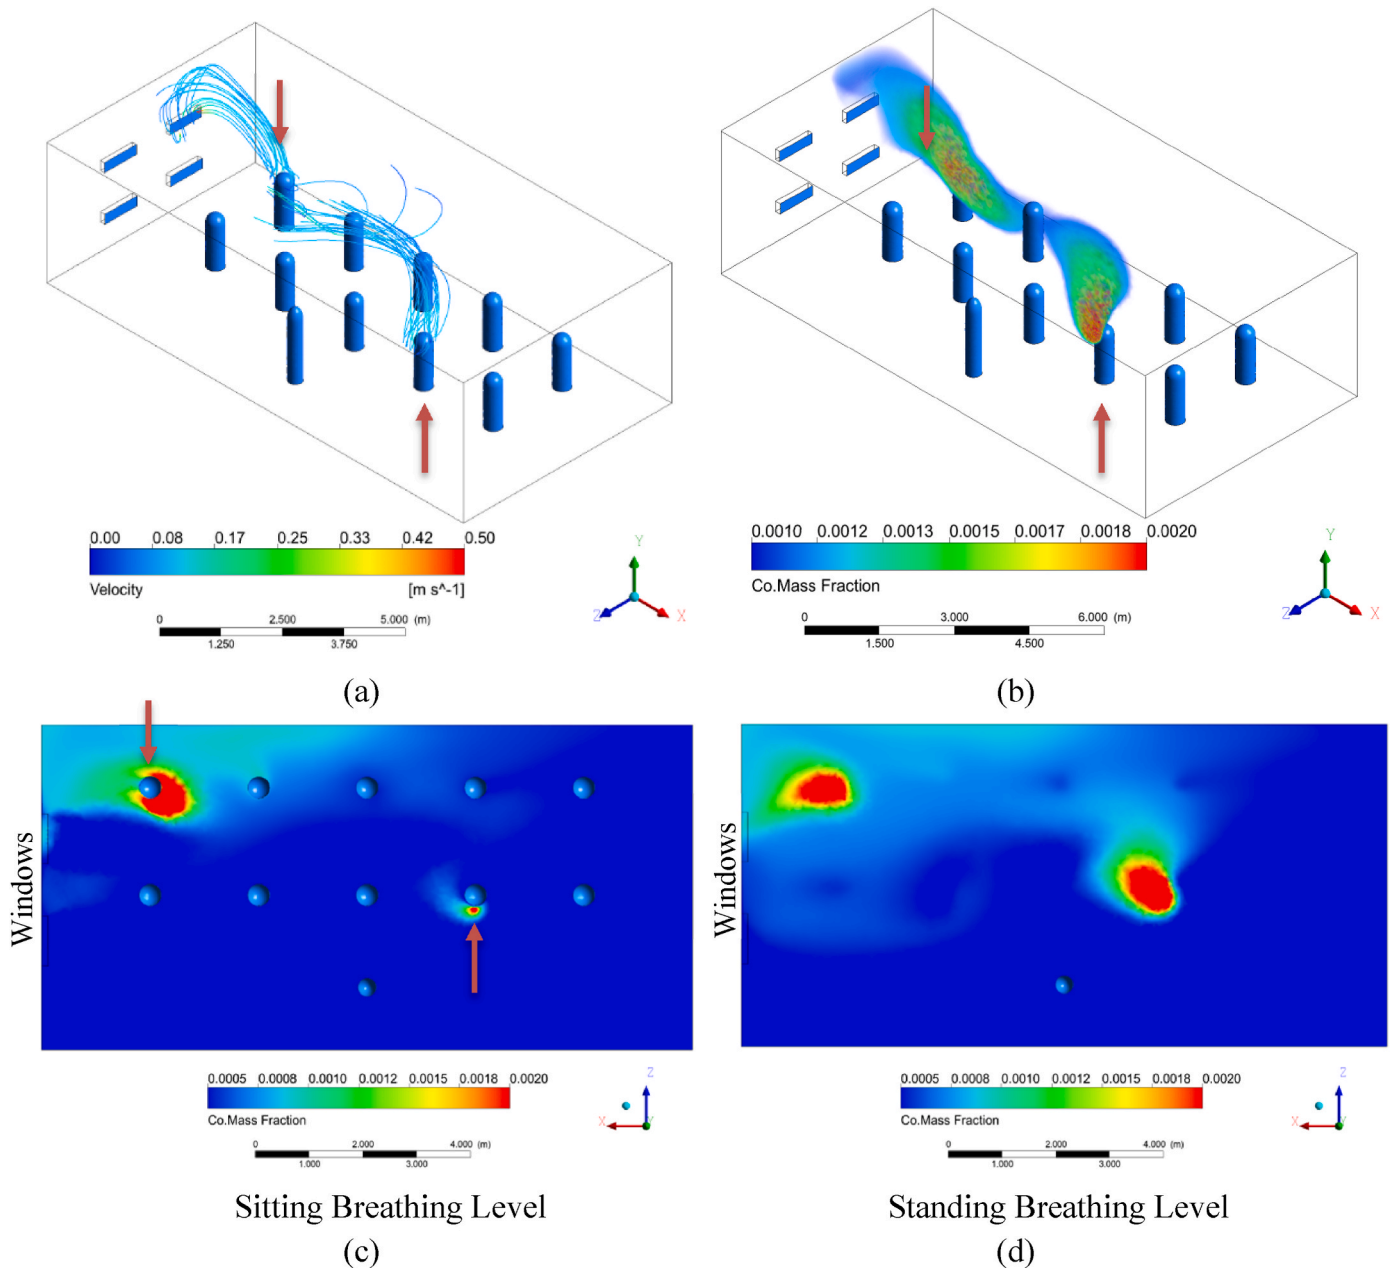 0.00 0.08 0.17 0.25 0.33 0.42 0.50
Velocity [m s^-1]
0 2.500 5.000 (m)
1.250 3.750
Y
Z X
(a)
0.0010 0.0012 0.0013 0.0015 0.0017 0.0018 0.0020
Co.Mass Fraction
0 3.000 6.000 (m)
1.500 4.500
Y
Z X
(b)
Windows
0.0005 0.0008 0.0010 0.0012 0.0015 0.0018 0.0020
Co.Mass Fraction
0 2.000 4.000 (m)
1.000 3.000
Z
X Y
Sitting Breathing Level
(c)
Windows
0.0005 0.0008 0.0010 0.0012 0.0015 0.0018 0.0020
Co.Mass Fraction
0 2.000 4.000 (m)
1.000 3.000
Z
X Y
Standing Breathing Level
(d)